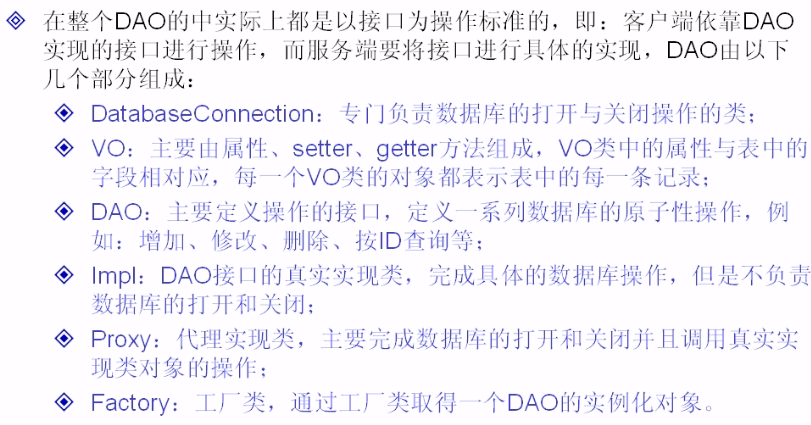 在整个DAO的中实际上都是以接口为操作标准的，即：客户端依靠DAO
实现的接口进行操作，而服务端要将接口进行具体的实现，DAO由以下
几个部分组成：
DatabaseConnection：专门负责数据库的打开与关闭操作的类；
VO：主要由属性、setter、getter方法组成，VO类中的属性与表中的
字段相对应，每一个VO类的对象都表示表中的每一条记录；
DAO：主要定义操作的接口，定义一系列数据库的原子性操作，例
如：增加、修改、删除、按ID查询等；
Impl：DAO接口的真实实现类，完成具体的数据库操作，但是不负责
数据库的打开和关闭；
Proxy：代理实现类，主要完成数据库的打开和关闭并且调用真实实
现类对象的操作；
Factory：工厂类，通过工厂类取得一个DAO的实例化对象。